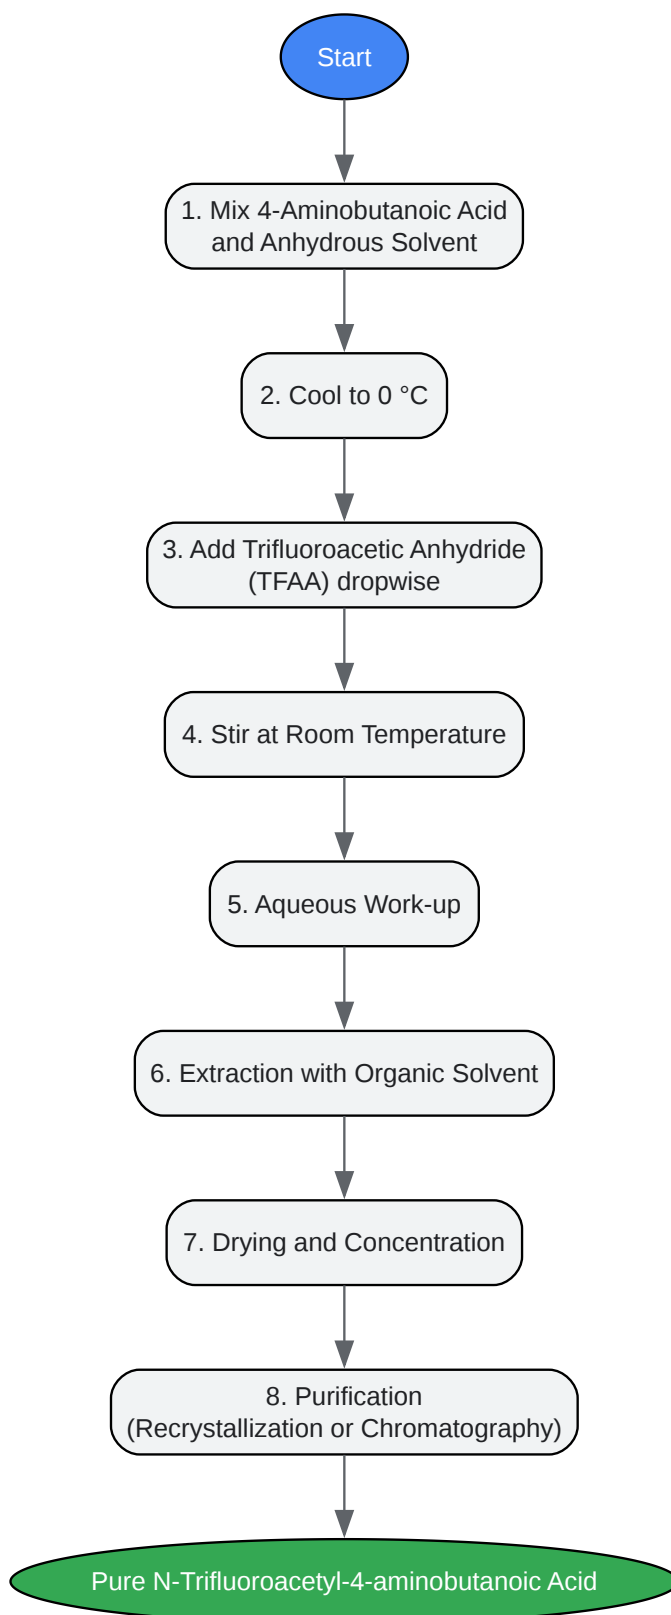 Start
1. Mix 4-Aminobutanoic Acid
and Anhydrous Solvent
2. Cool to 0 °C
3. Add Trifluoroacetic Anhydride
(TFAA) dropwise
4. Stir at Room Temperature
5. Aqueous Work-up
6. Extraction with Organic Solvent
7. Drying and Concentration
8. Purification
(Recrystallization or Chromatography)
Pure N-Trifluoroacetyl-4-aminobutanoic Acid